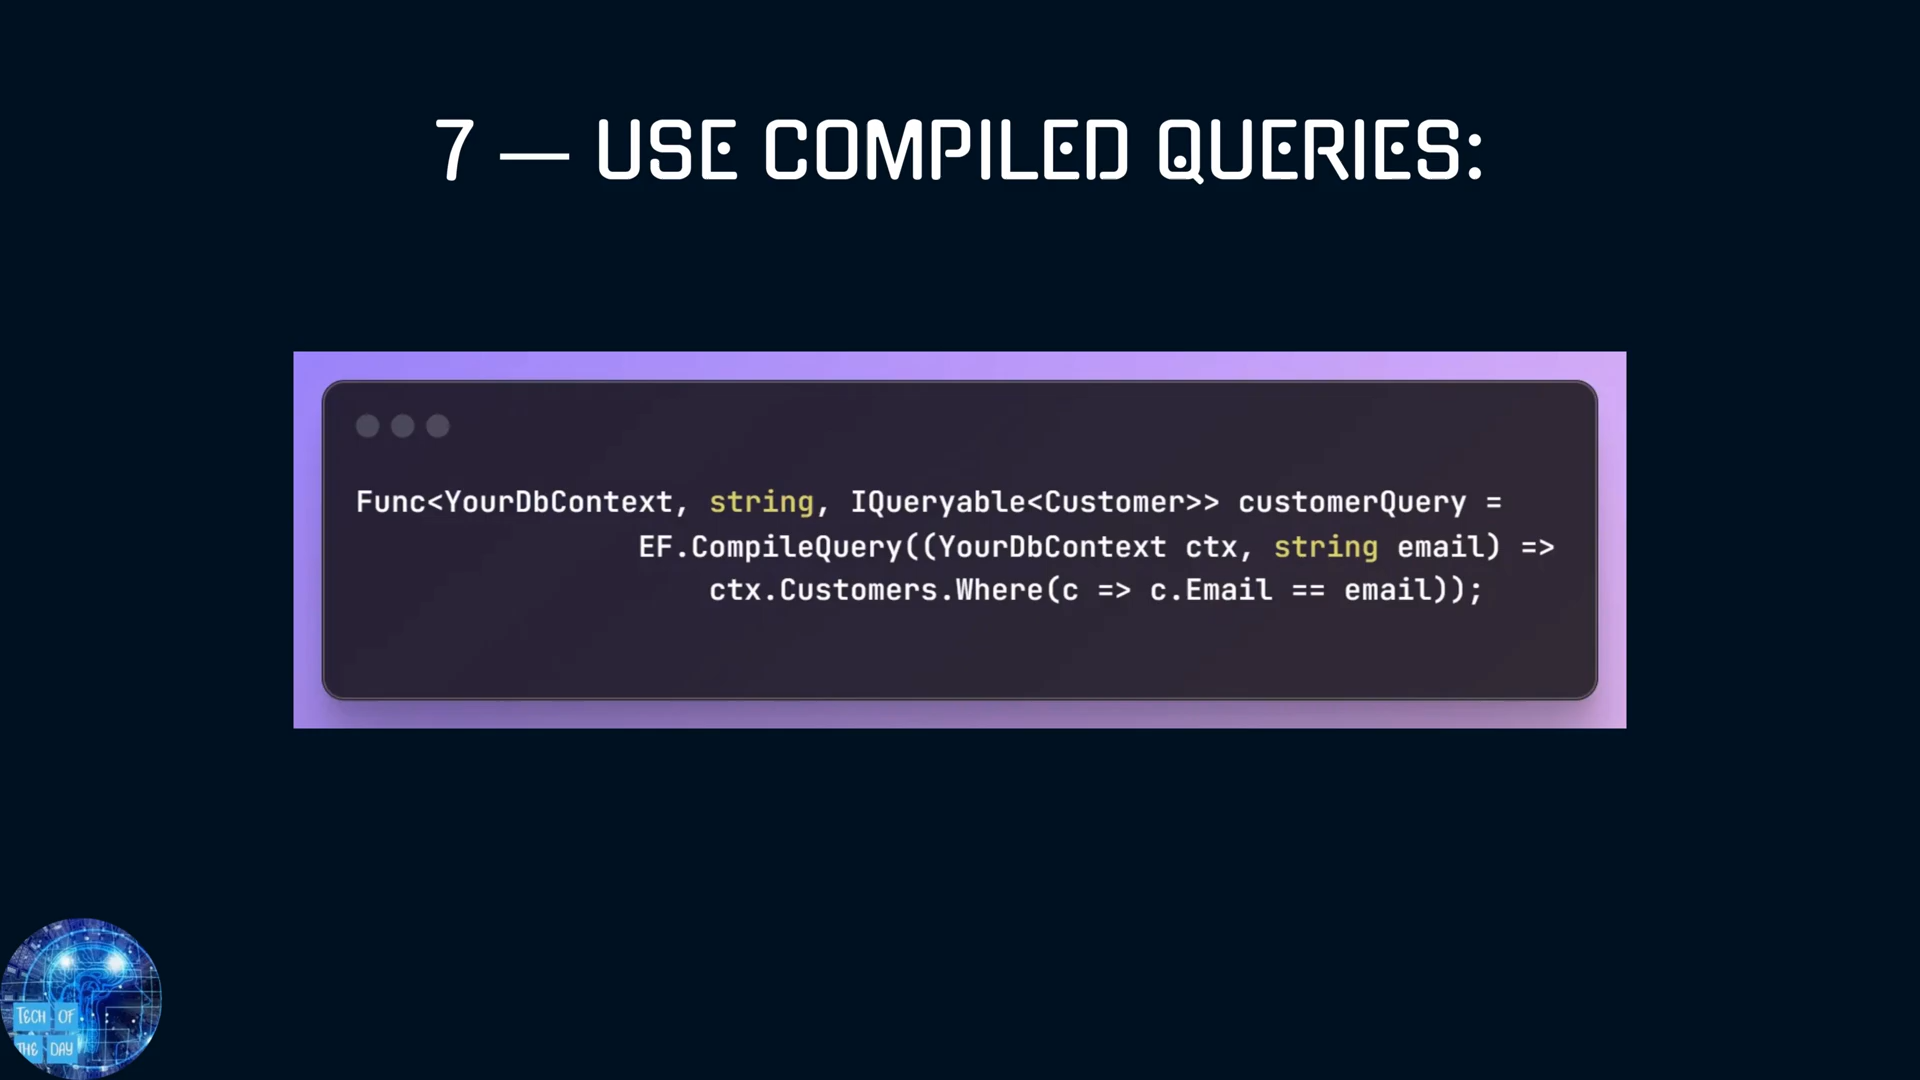 7 — USE COMPILED QUERIES:
Func<YourDbContext, string, IQueryable<Customer>> customerQuery =
EF.CompileQuery((YourDbContext ctx, string email) =>
ctx.Customers.Where(c => c.Email == email));
TECH OF
THE DAY